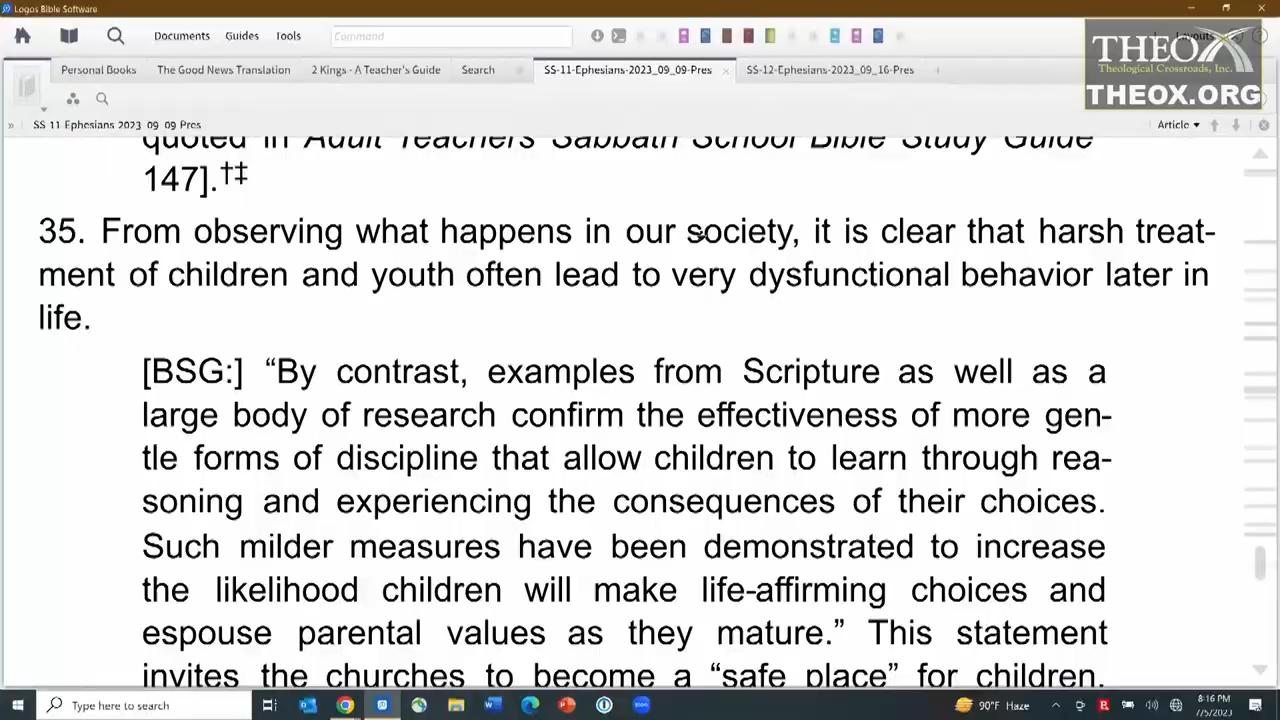 Logos Bible Software
Documents Guides Tools Command Layouts
THEOX
Theological Crossroads, Inc.
THEOX.ORG
Personal Books The Good News Translation 2 Kings - A Teacher's Guid Search SS-11-Ephesians-2023_09_09-Pres SS-12-Ephesians-2023_09_16-Pres
SS 11 Ephesians 2023 09 09 Pres Article
quoted in Adult Teachers Sabbath School Bible Study Guide
147].†‡
35. From observing what happens in our society, it is clear that harsh treat-
ment of children and youth often lead to very dysfunctional behavior later in
life.
[BSG:] “By contrast, examples from Scripture as well as a
large body of research confirm the effectiveness of more gen-
tle forms of discipline that allow children to learn through rea-
soning and experiencing the consequences of their choices.
Such milder measures have been demonstrated to increase
the likelihood children will make life-affirming choices and
espouse parental values as they mature.” This statement
invites the churches to become a “safe place” for children.
Type here to search 90°F Haze 8:16 PM
7/5/2023